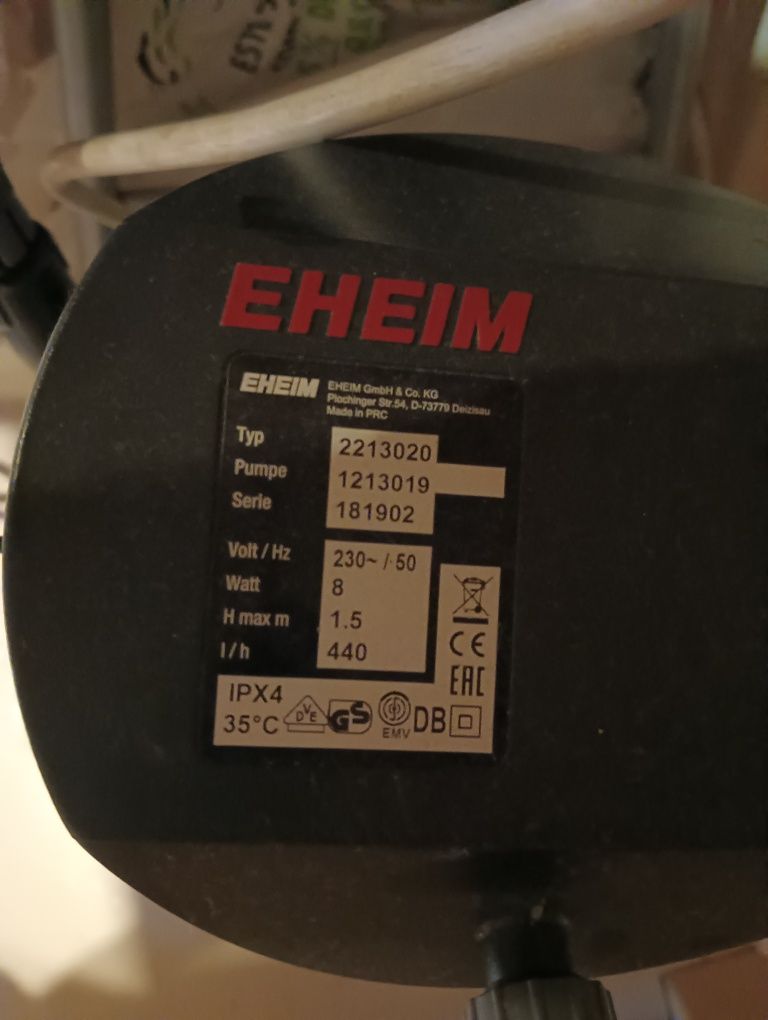 EHEIM
EHEIM
EHEIM GmbH & Co. KG
Plochinger Str.54, D-73779 Deizisau
Made in PRC
Typ 2213020
Pumpe 1213019
Serie 181902
Volt / Hz 230~ / 50
Watt 8
H max m 1.5
l / h 440
CE
EAC
IPX4
35°C DVE GS EMV DB